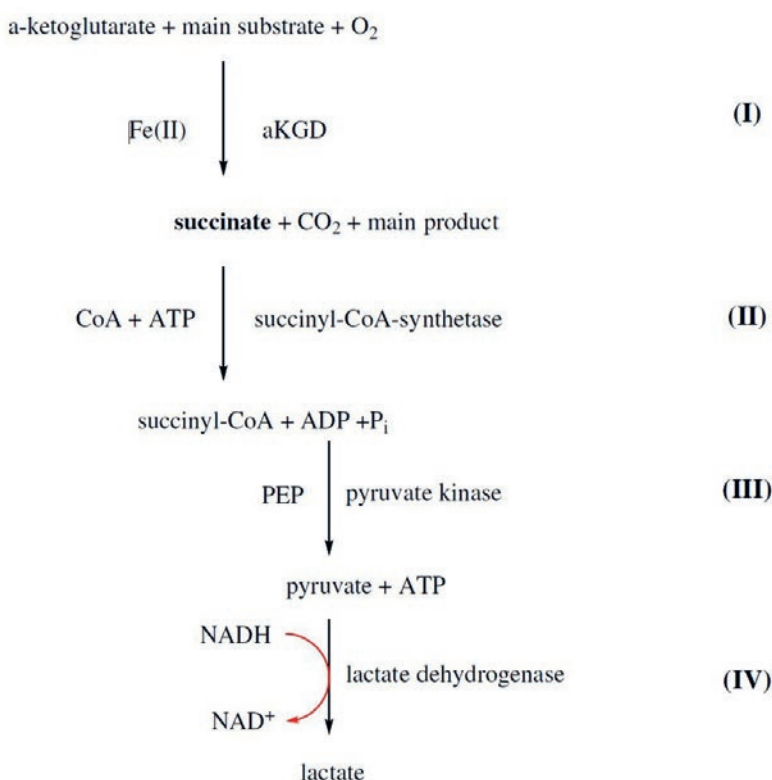 a-ketoglutarate + main substrate + O₂
(I)
Fe(II) aKGD
succinate + CO₂ + main product
CoA + ATP succinyl-CoA-synthetase (II)
succinyl-CoA + ADP +Pᵢ
PEP pyruvate kinase (III)
pyruvate + ATP
NADH
lactate dehydrogenase (IV)
NAD⁺
lactate